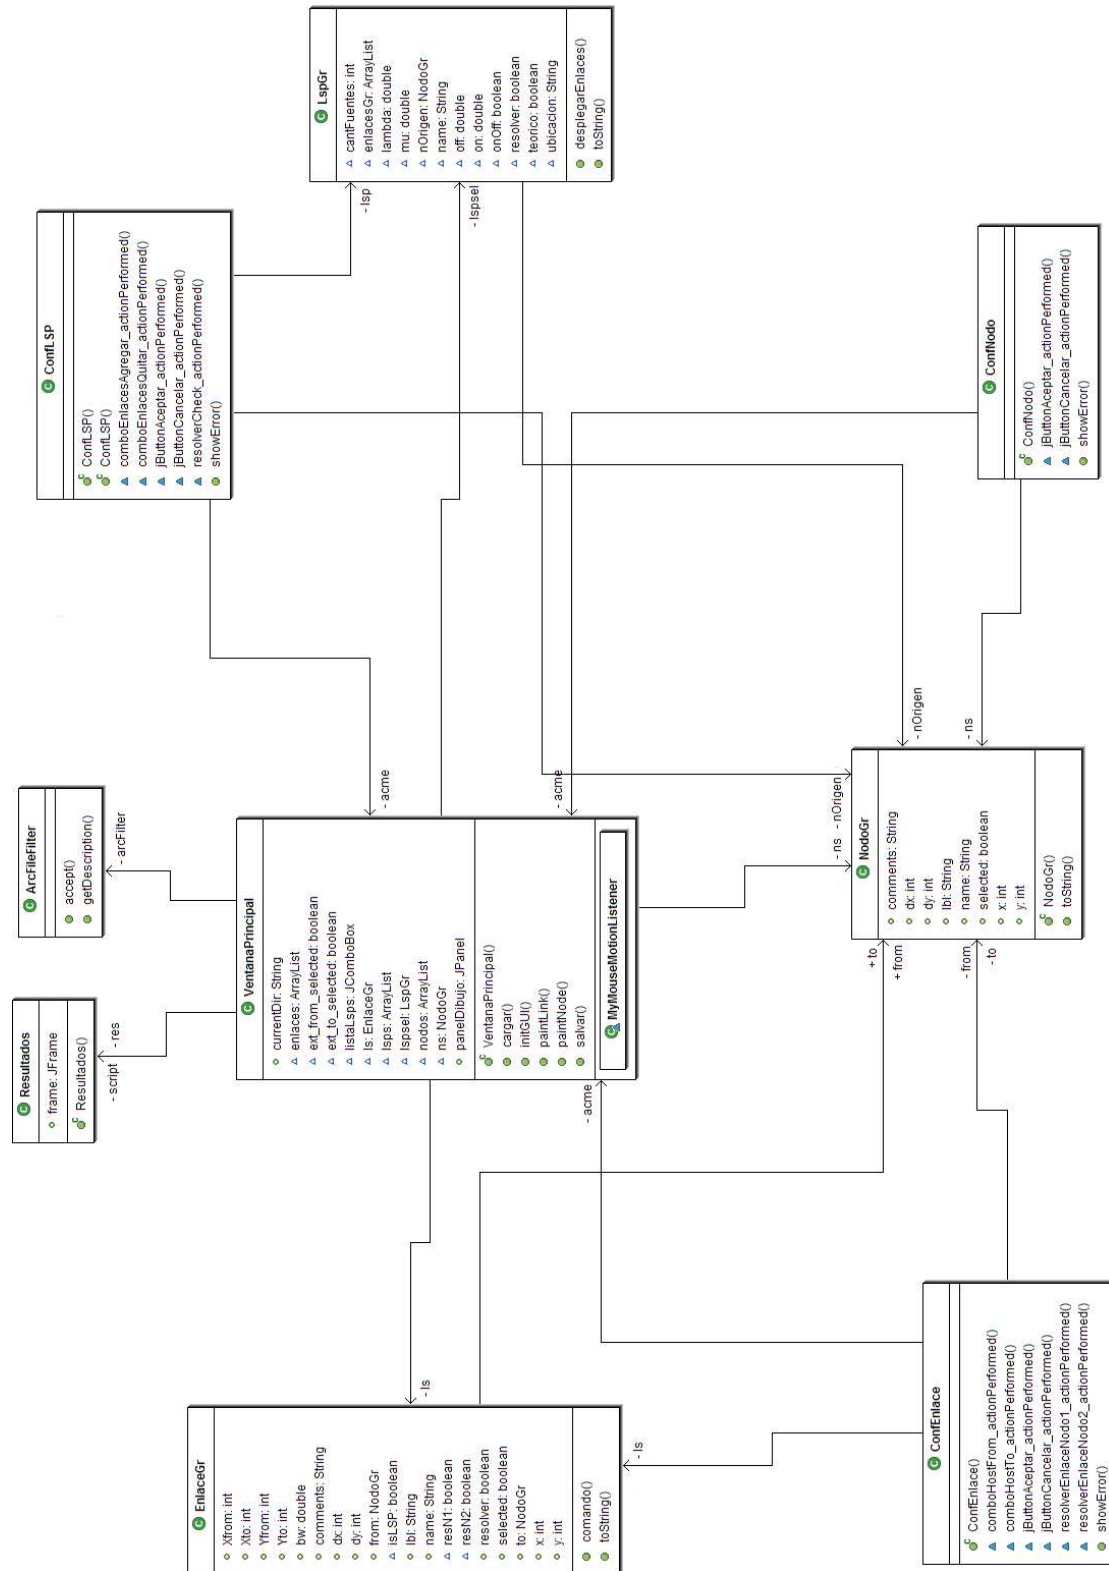 Resultados
frame: JFrame
Resultados()
ArcFileFilter
accept()
getDescription()
- script
- res
- arcFilter
ConfLSP
ConfLSP()
ConfLSP()
comboEnlacesAgregar_actionPerformed()
comboEnlacesQuitar_actionPerformed()
jButtonAceptar_actionPerformed()
jButtonCancelar_actionPerformed()
resolverCheck_actionPerformed()
showError()
EnlaceGr
Xfrom: int
Xto: int
Yfrom: int
Yto: int
bw: double
comments: String
dx: int
dy: int
from: NodoGr
isLSP: boolean
lbl: String
name: String
resN1: boolean
resN2: boolean
resolver: boolean
selected: boolean
to: NodoGr
x: int
y: int
comando()
toString()
- ls
VentanaPrincipal
currentDir: String
enlaces: ArrayList
ext_from_selected: boolean
ext_to_selected: boolean
listaLsps: JComboBox
ls: EnlaceGr
lsps: ArrayList
lspsel: LspGr
nodos: ArrayList
ns: NodoGr
panelDibujo: JPanel
VentanaPrincipal()
cargar()
initGUI()
paintLink()
paintNode()
salvar()
MyMouseMotionListener
- acme
- acme
- acme
LspGr
cantFuentes: int
enlacesGr: ArrayList
lambda: double
mu: double
nOrigen: NodoGr
name: String
off: double
on: double
onOff: boolean
resolver: boolean
teorico: boolean
ubicacion: String
desplegarEnlaces()
toString()
- lsp
- lspsel
ConfEnlace
ConfEnlace()
comboHostFrom_actionPerformed()
comboHostTo_actionPerformed()
jButtonAceptar_actionPerformed()
jButtonCancelar_actionPerformed()
resolverEnlaceNodo1_actionPerformed()
resolverEnlaceNodo2_actionPerformed()
showError()
- ls
NodoGr
comments: String
dx: int
dy: int
lbl: String
name: String
selected: boolean
x: int
y: int
NodoGr()
toString()
+ to
+ from
- from
- to
- ns
- nOrigen
- nOrigen
- ns
ConfNodo
ConfNodo()
jButtonAceptar_actionPerformed()
jButtonCancelar_actionPerformed()
showError()